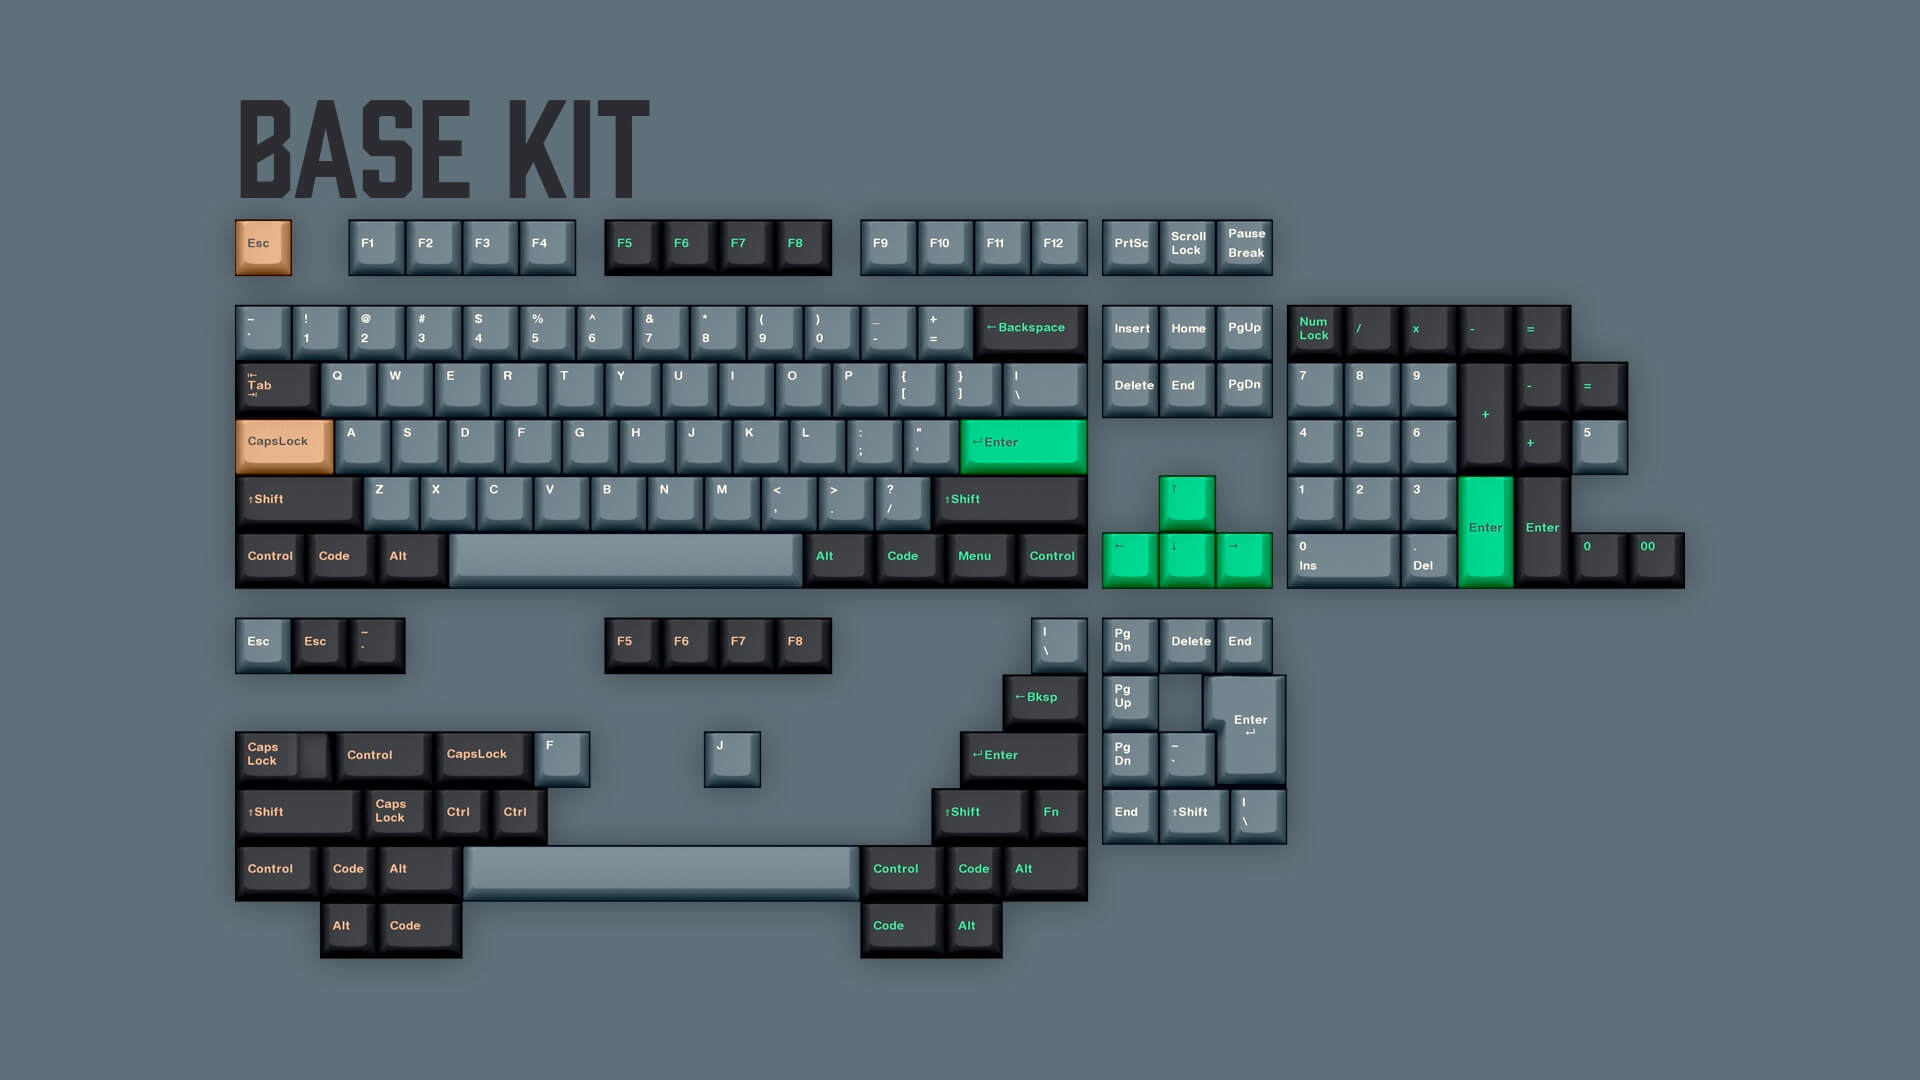 BASE KIT
Esc F1 F2 F3 F4 F5 F6 F7 F8 F9 F10 F11 F12 PrtSc Scroll Lock Pause Break
~ ` ! 1 @ 2 # 3 $ 4 % 5 ^ 6 & 7 * 8 ( 9 ) 0 _ - + = ←Backspace Insert Home PgUp Num Lock / x - =
⇤ Tab ⇥ Q W E R T Y U I O P { [ } ] | \ Delete End PgDn 7 8 9 + - =
CapsLock A S D F G H J K L : ; " ' ↵Enter 4 5 6 + 5
↑Shift Z X C V B N M < , > . ? / ↑Shift ↑ 1 2 3 Enter Enter
Control Code Alt Alt Code Menu Control ← ↓ → 0 Ins . Del 0 00
Esc Esc ~ ` F5 F6 F7 F8 | \ Pg Dn Delete End
←Bksp Pg Up Enter ↵
Caps Lock Control CapsLock F J ↵Enter Pg Dn ~ `
↑Shift Caps Lock Ctrl Ctrl ↑Shift Fn End ↑Shift | \
Control Code Alt Control Code Alt
Alt Code Code Alt